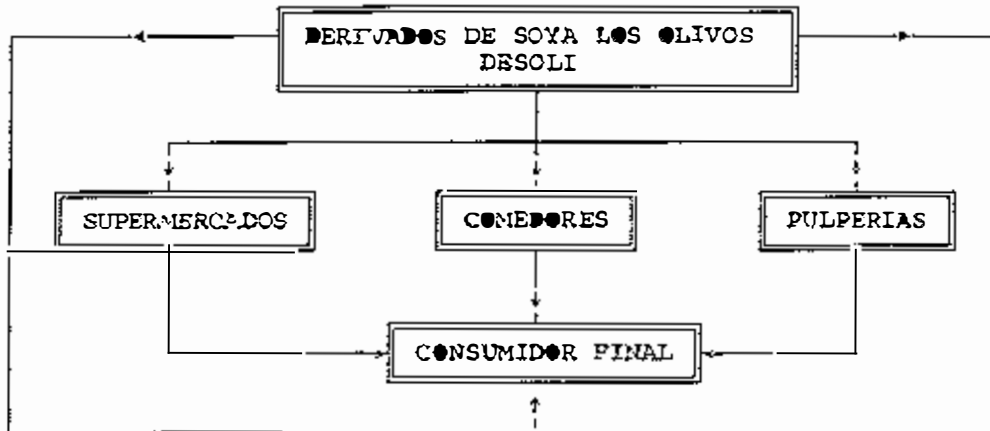 DERIVADOS DE SOYA LOS OLIVOS
DESOLI
SUPERMERCADOS
COMEDORES
PULPERIAS
CONSUMIDOR FINAL